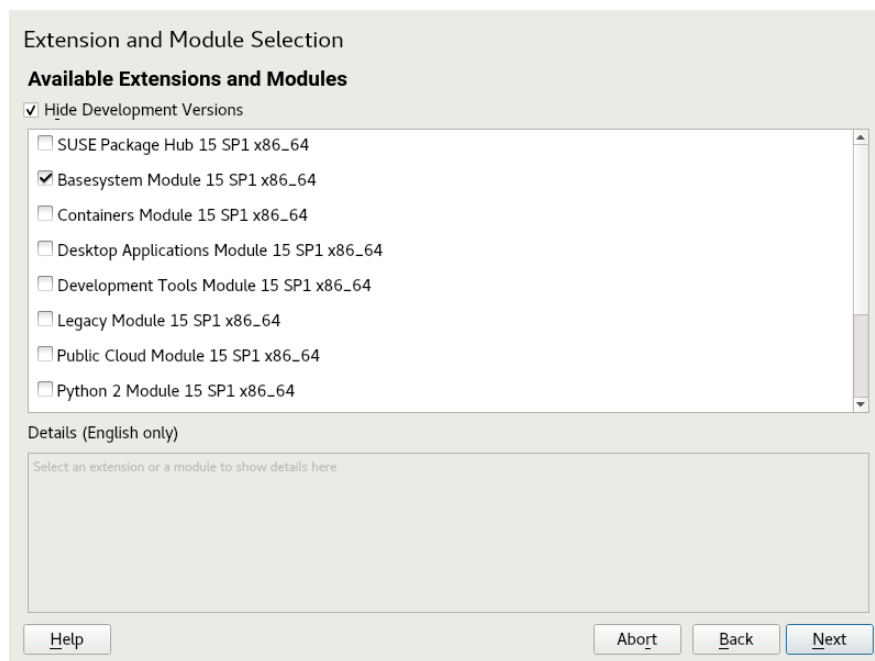 Extension and Module Selection
Available Extensions and Modules
Hide Development Versions
SUSE Package Hub 15 SP1 x86_64
Basesystem Module 15 SP1 x86_64
Containers Module 15 SP1 x86_64
Desktop Applications Module 15 SP1 x86_64
Development Tools Module 15 SP1 x86_64
Legacy Module 15 SP1 x86_64
Public Cloud Module 15 SP1 x86_64
Python 2 Module 15 SP1 x86_64
Details (English only)
Select an extension or a module to show details here
Help Abort Back Next